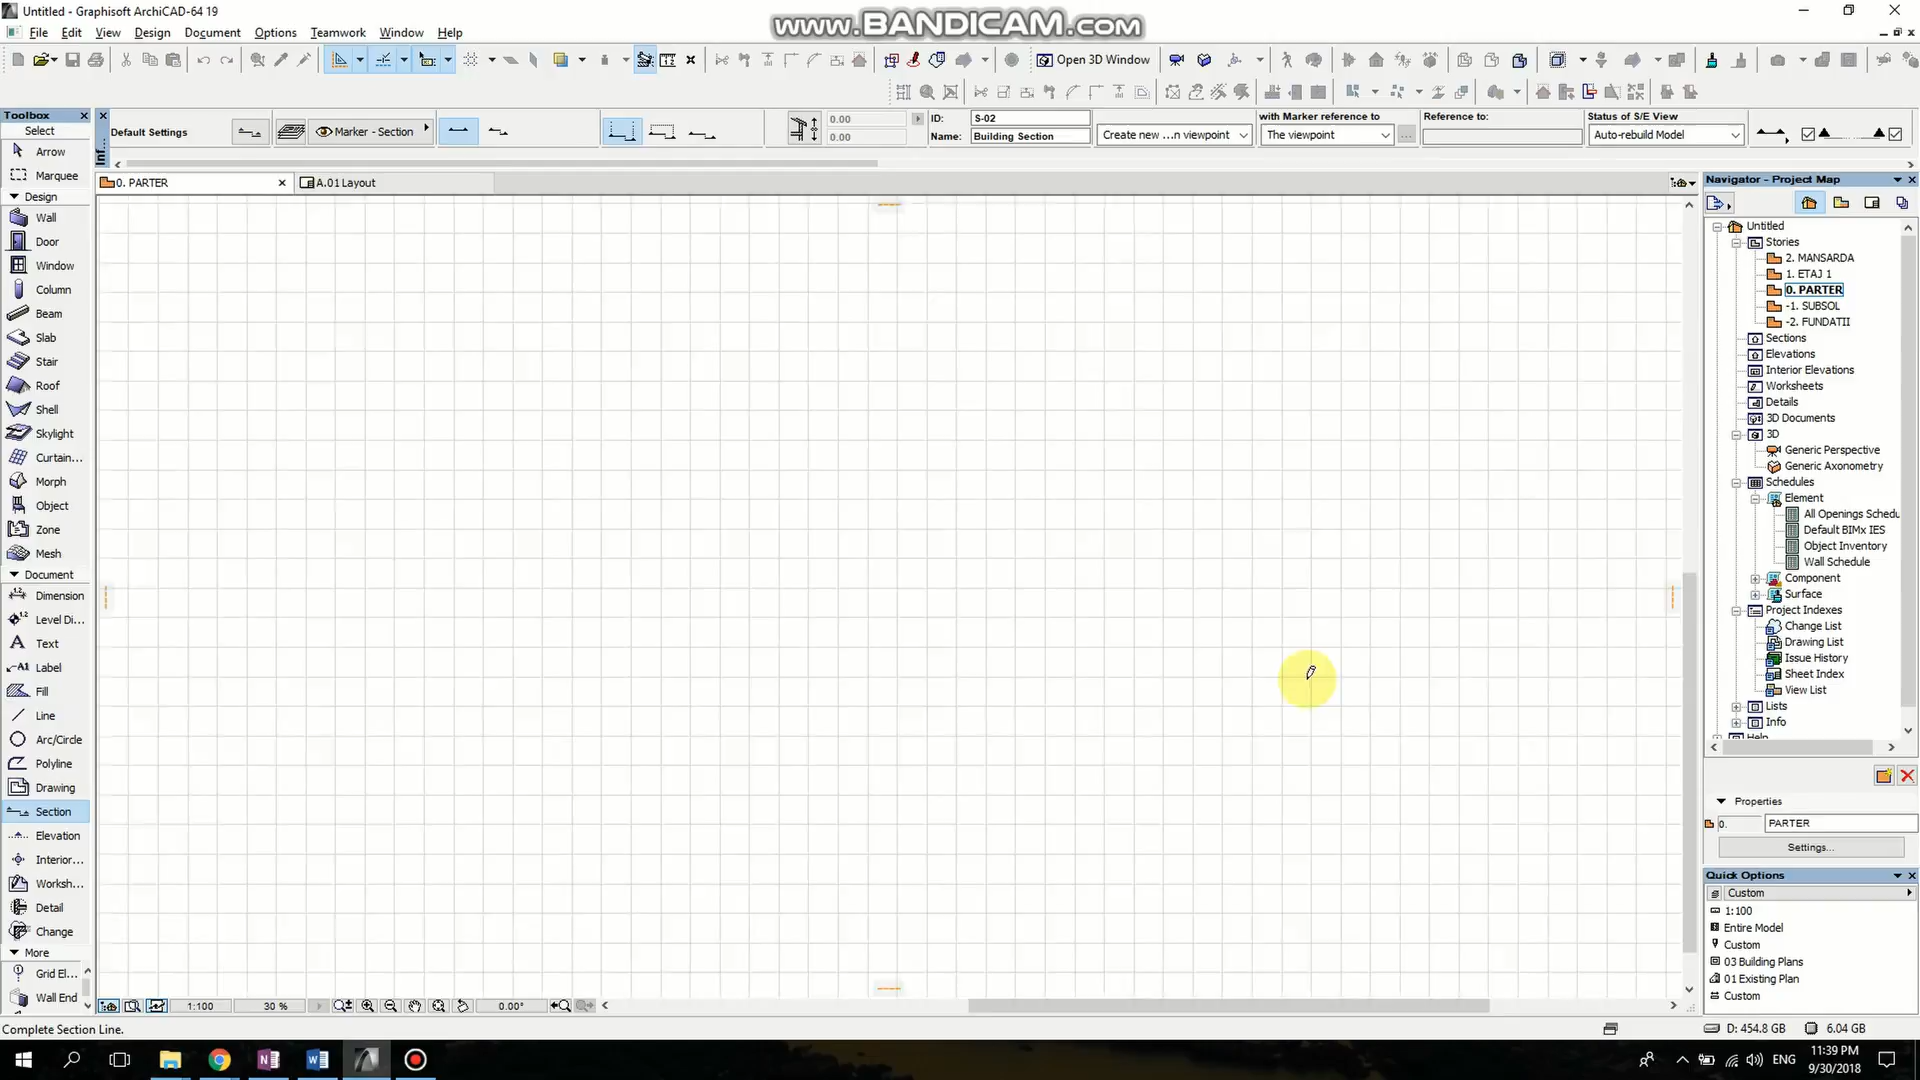 Untitled - Graphisoft ArchiCAD-64 19
www.BANDICAM.com
File Edit View Design Document Options Teamwork Window Help
Open 3D Window
Toolbox
Select
Arrow
Marquee
Design
Wall
Door
Window
Column
Beam
Slab
Stair
Roof
Shell
Skylight
Curtain...
Morph
Object
Zone
Mesh
Document
Dimension
Level Di...
Text
Label
Fill
Line
Arc/Circle
Polyline
Drawing
Section
Elevation
Interior...
Worksh...
Detail
Change
More
Grid El...
Wall End
Default Settings
Marker - Section
0.00
0.00
ID: S-02
Name: Building Section
Create new ...n viewpoint
with Marker reference to
The viewpoint
Reference to:
Status of S/E View
Auto-rebuild Model
0. PARTER
A.01 Layout
Navigator - Project Map
Untitled
Stories
2. MANSARDA
1. ETAJ 1
0. PARTER
-1. SUBSOL
-2. FUNDATII
Sections
Elevations
Interior Elevations
Worksheets
Details
3D Documents
3D
Generic Perspective
Generic Axonometry
Schedules
Element
All Openings Schedu
Default BIMx IES
Object Inventory
Wall Schedule
Component
Surface
Project Indexes
Change List
Drawing List
Issue History
Sheet Index
View List
Lists
Info
Properties
0. PARTER
Settings...
Quick Options
Custom
1:100
Entire Model
Custom
03 Building Plans
01 Existing Plan
Custom
1:100 30 % 0.00°
Complete Section Line.
D: 454.8 GB 6.04 GB
ENG
11:39 PM
9/30/2018